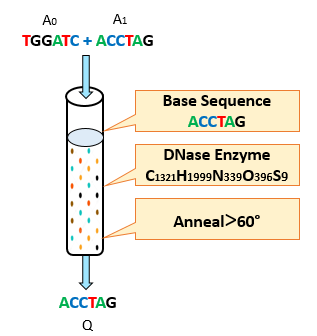 A₀ A₁
TGGATC + ACCTAG
Base Sequence
ACCTAG
DNase Enzyme
C₁₃₂₁H₁₉₉₉N₃₃₉O₃₉₆S₉
Anneal>60°
ACCTAG
Q